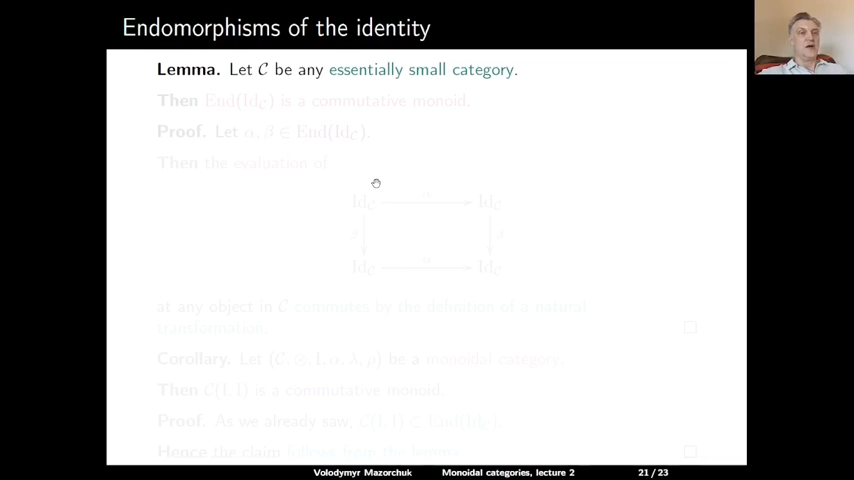 Endomorphisms of the identity
Lemma. Let C be any essentially small category.
Then End(Id_C) is a commutative monoid.
Proof. Let α, β ∈ End(Id_C).
Then the evaluation of
Id_C α Id_C
β β
Id_C α Id_C
at any object in C commutes by the definition of a natural
transformation. □
Corollary. Let (C, ⊗, I, α, λ, ρ) be a monoidal category.
Then C(I, I) is a commutative monoid.
Proof. As we already saw, C(I, I) ⊂ End(Id_C).
Hence the claim follows from the lemma. □
Volodymyr Mazorchuk Monoidal categories, lecture 2 21 / 23